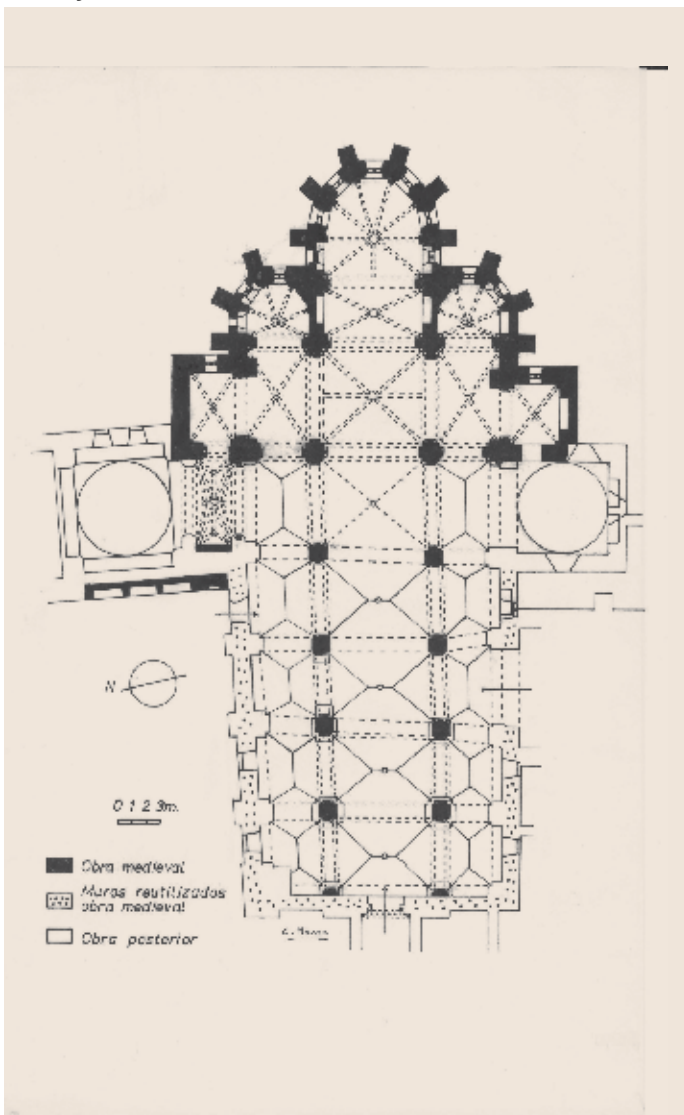 N
0 1 2 3m.
Obra medieval
Muros reutilizados
obra medieval
Obra posterior